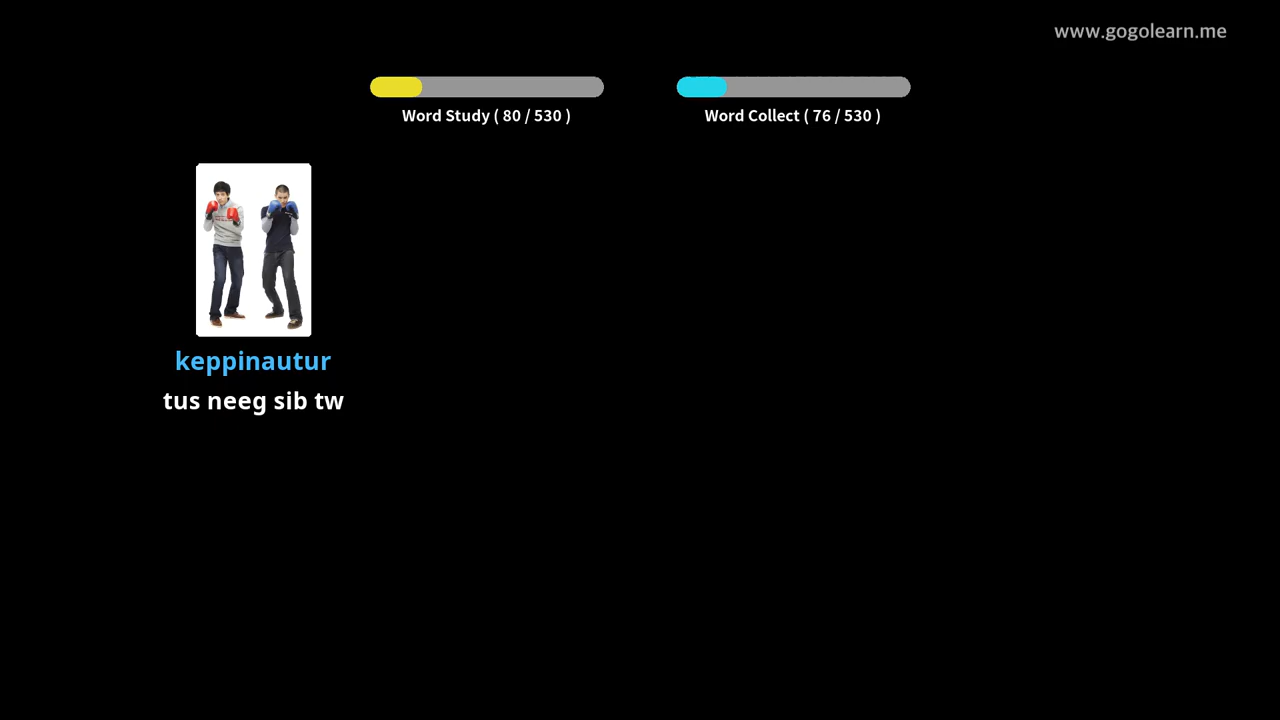 www.gogolearn.me
Word Study ( 80 / 530 )
Word Collect ( 76 / 530 )
keppinautur
tus neeg sib tw